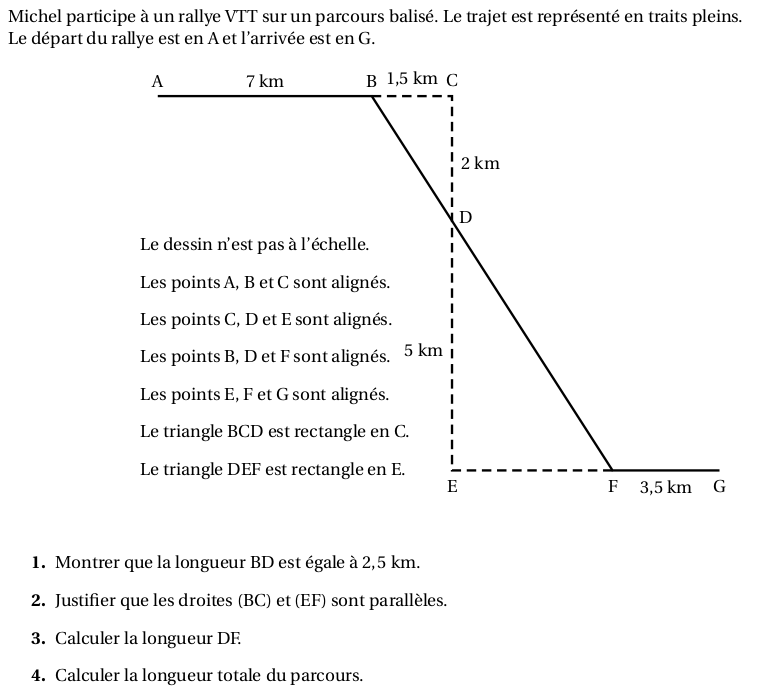 Michel participe à un rallye VTT sur un parcours balisé. Le trajet est représenté en traits pleins.
Le départ du rallye est en A et l'arrivée est en G.
A 7 km B 1,5 km C
2 km
D
Le dessin n'est pas à l'échelle.
Les points A, B et C sont alignés.
Les points C, D et E sont alignés.
Les points B, D et F sont alignés. 5 km
Les points E, F et G sont alignés.
Le triangle BCD est rectangle en C.
Le triangle DEF est rectangle en E.
E F 3,5 km G
1. Montrer que la longueur BD est égale à 2,5 km.
2. Justifier que les droites (BC) et (EF) sont parallèles.
3. Calculer la longueur DF.
4. Calculer la longueur totale du parcours.